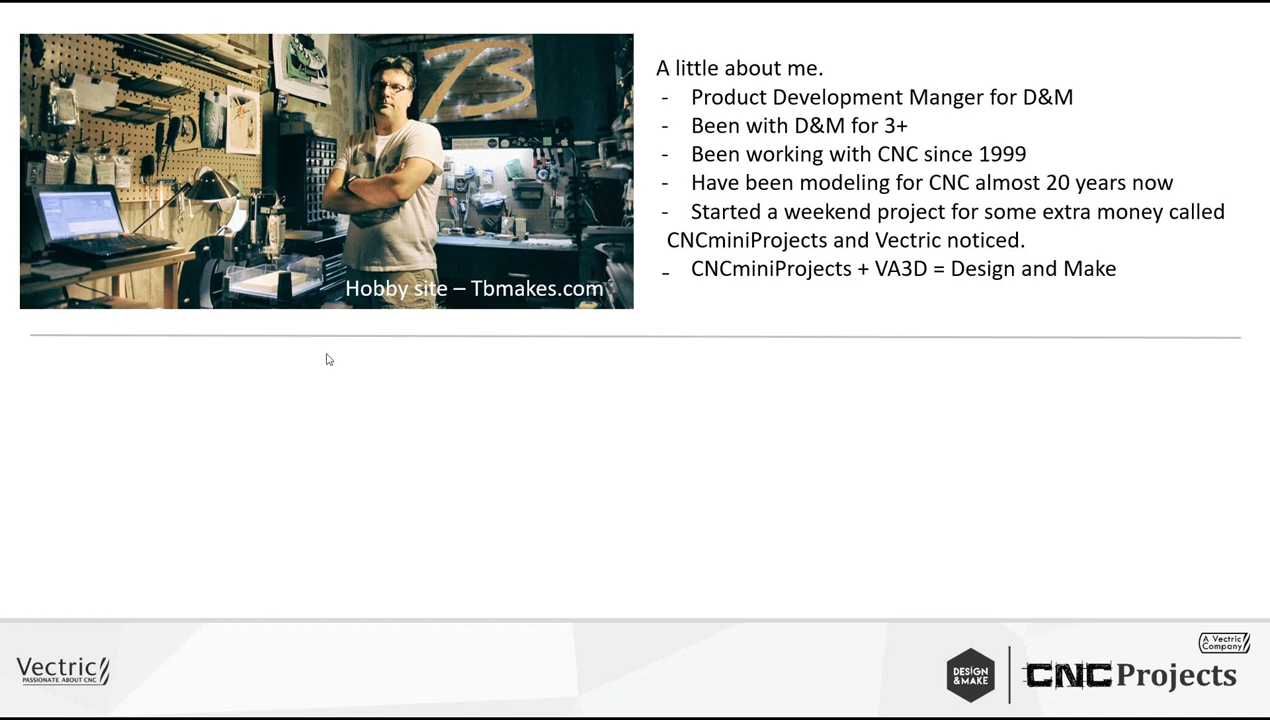 A little about me.
- Product Development Manger for D&M
- Been with D&M for 3+
- Been working with CNC since 1999
- Have been modeling for CNC almost 20 years now
- Started a weekend project for some extra money called
CNCminiProjects and Vectric noticed.
- CNCminiProjects + VA3D = Design and Make
TB
Hobby site – Tbmakes.com
Vectric
PASSIONATE ABOUT CNC
DESIGN
&MAKE
A Vectric
Company
CNC Projects